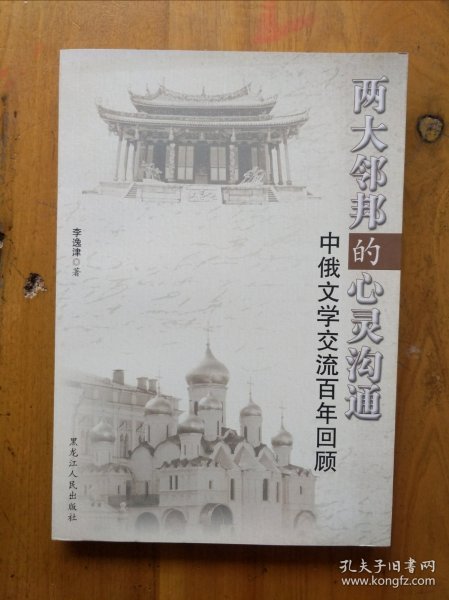 两大邻邦的心灵沟通
中俄文学交流百年回顾
李逸津◎著
黑龙江人民出版社
孔夫子旧书网
www.kongfz.com